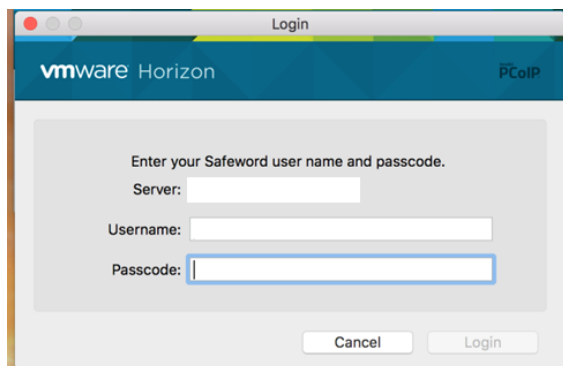 Login
vmware Horizon
PCoIP
Enter your Safeword user name and passcode.
Server:
Username:
Passcode:
Cancel
Login